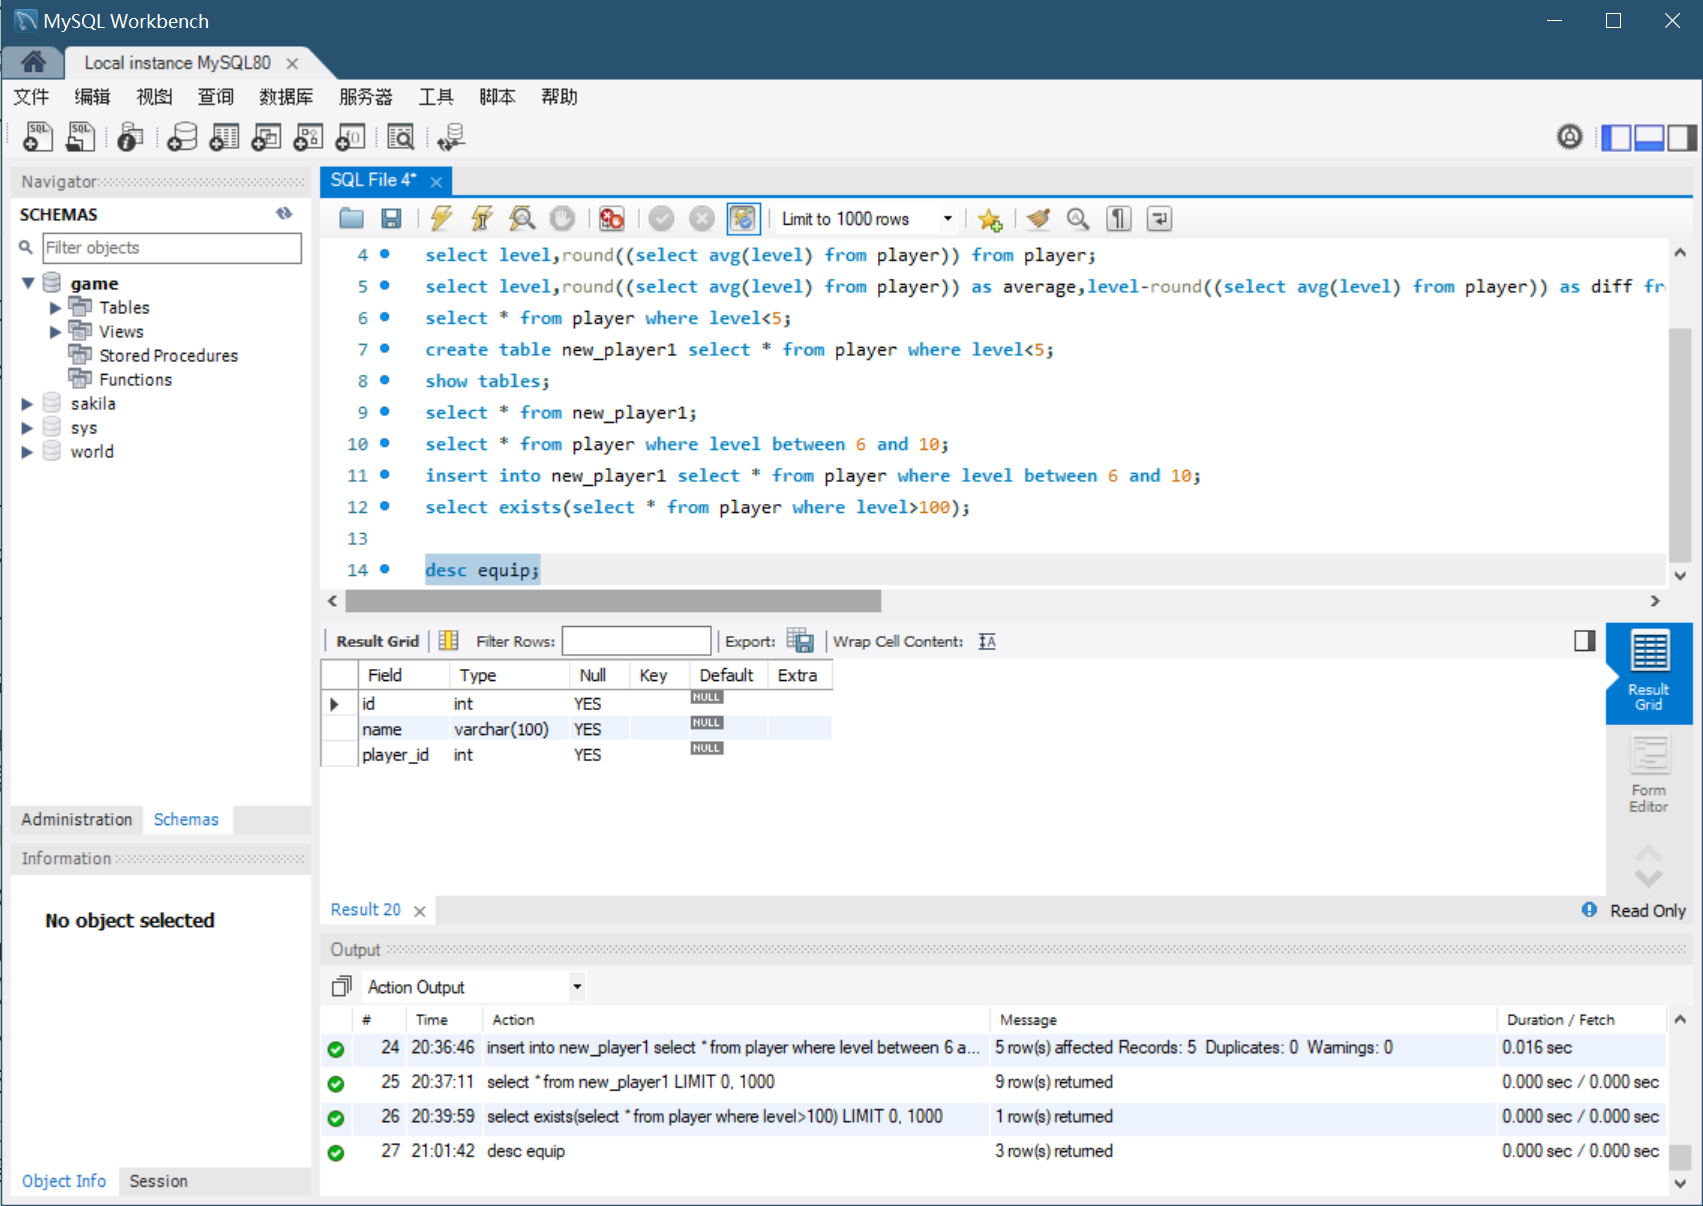 MySQL Workbench
Local instance MySQL80
文件 编辑 视图 查询 数据库 服务器 工具 脚本 帮助
Navigator
SCHEMAS
Filter objects
game
Tables
Views
Stored Procedures
Functions
sakila
sys
world
Administration Schemas
Information
No object selected
Object Info Session
SQL File 4*
Limit to 1000 rows
4 select level,round((select avg(level) from player)) from player;
5 select level,round((select avg(level) from player)) as average,level-round((select avg(level) from player)) as diff fr
6 select * from player where level<5;
7 create table new_player1 select * from player where level<5;
8 show tables;
9 select * from new_player1;
10 select * from player where level between 6 and 10;
11 insert into new_player1 select * from player where level between 6 and 10;
12 select exists(select * from player where level>100);
13
14 desc equip;
Result Grid Filter Rows: Export: Wrap Cell Content:
Field Type Null Key Default Extra
id int YES NULL
name varchar(100) YES NULL
player_id int YES NULL
Result
Grid
Form
Editor
Result 20 Read Only
Output
Action Output
# Time Action Message Duration / Fetch
24 20:36:46 insert into new_player1 select * from player where level between 6 a... 5 row(s) affected Records: 5 Duplicates: 0 Warnings: 0 0.016 sec
25 20:37:11 select * from new_player1 LIMIT 0, 1000 9 row(s) returned 0.000 sec / 0.000 sec
26 20:39:59 select exists(select * from player where level>100) LIMIT 0, 1000 1 row(s) returned 0.000 sec / 0.000 sec
27 21:01:42 desc equip 3 row(s) returned 0.000 sec / 0.000 sec